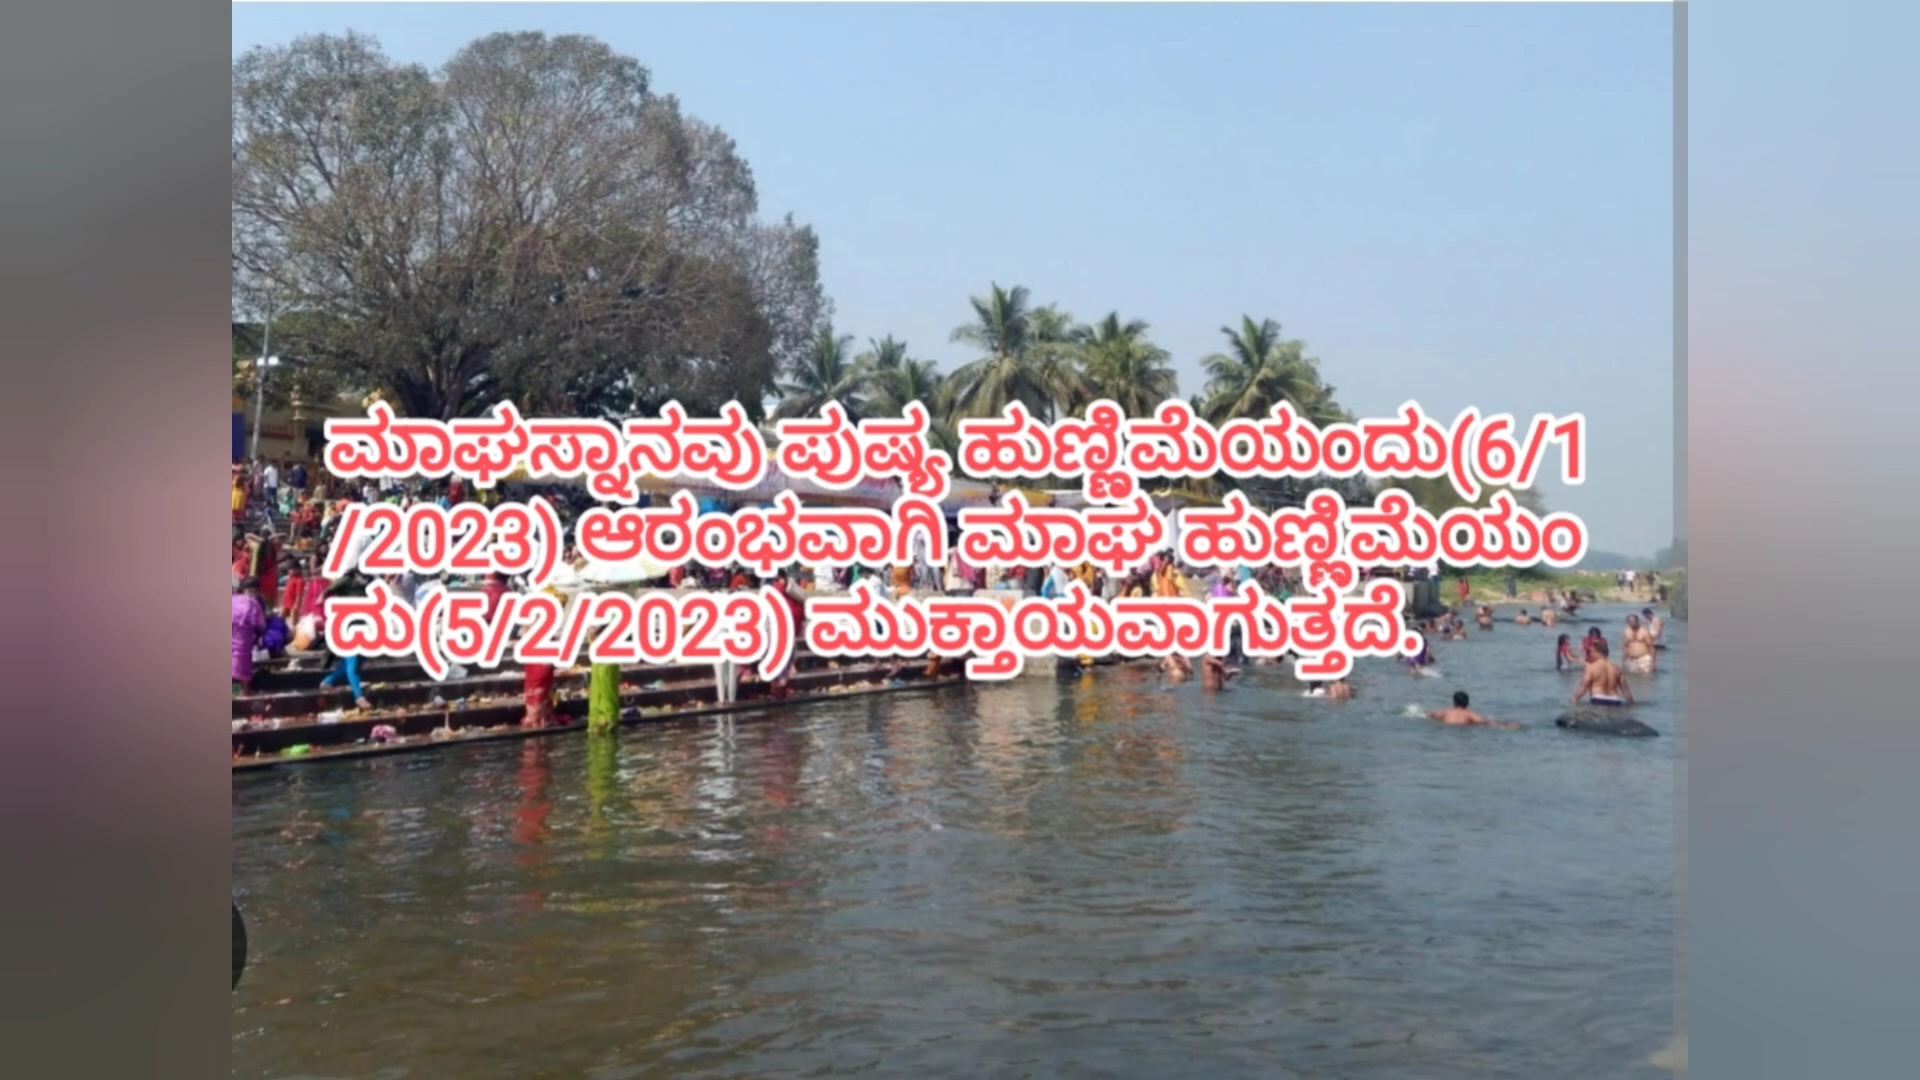 ಮಾಘಸ್ನಾನವು ಪುಷ್ಯ ಹುಣ್ಣಿಮೆಯಂದು(6/1
/2023) ಆರಂಭವಾಗಿ ಮಾಘ ಹುಣ್ಣಿಮೆಯಂ
ದು(5/2/2023) ಮುಕ್ತಾಯವಾಗುತ್ತದೆ.